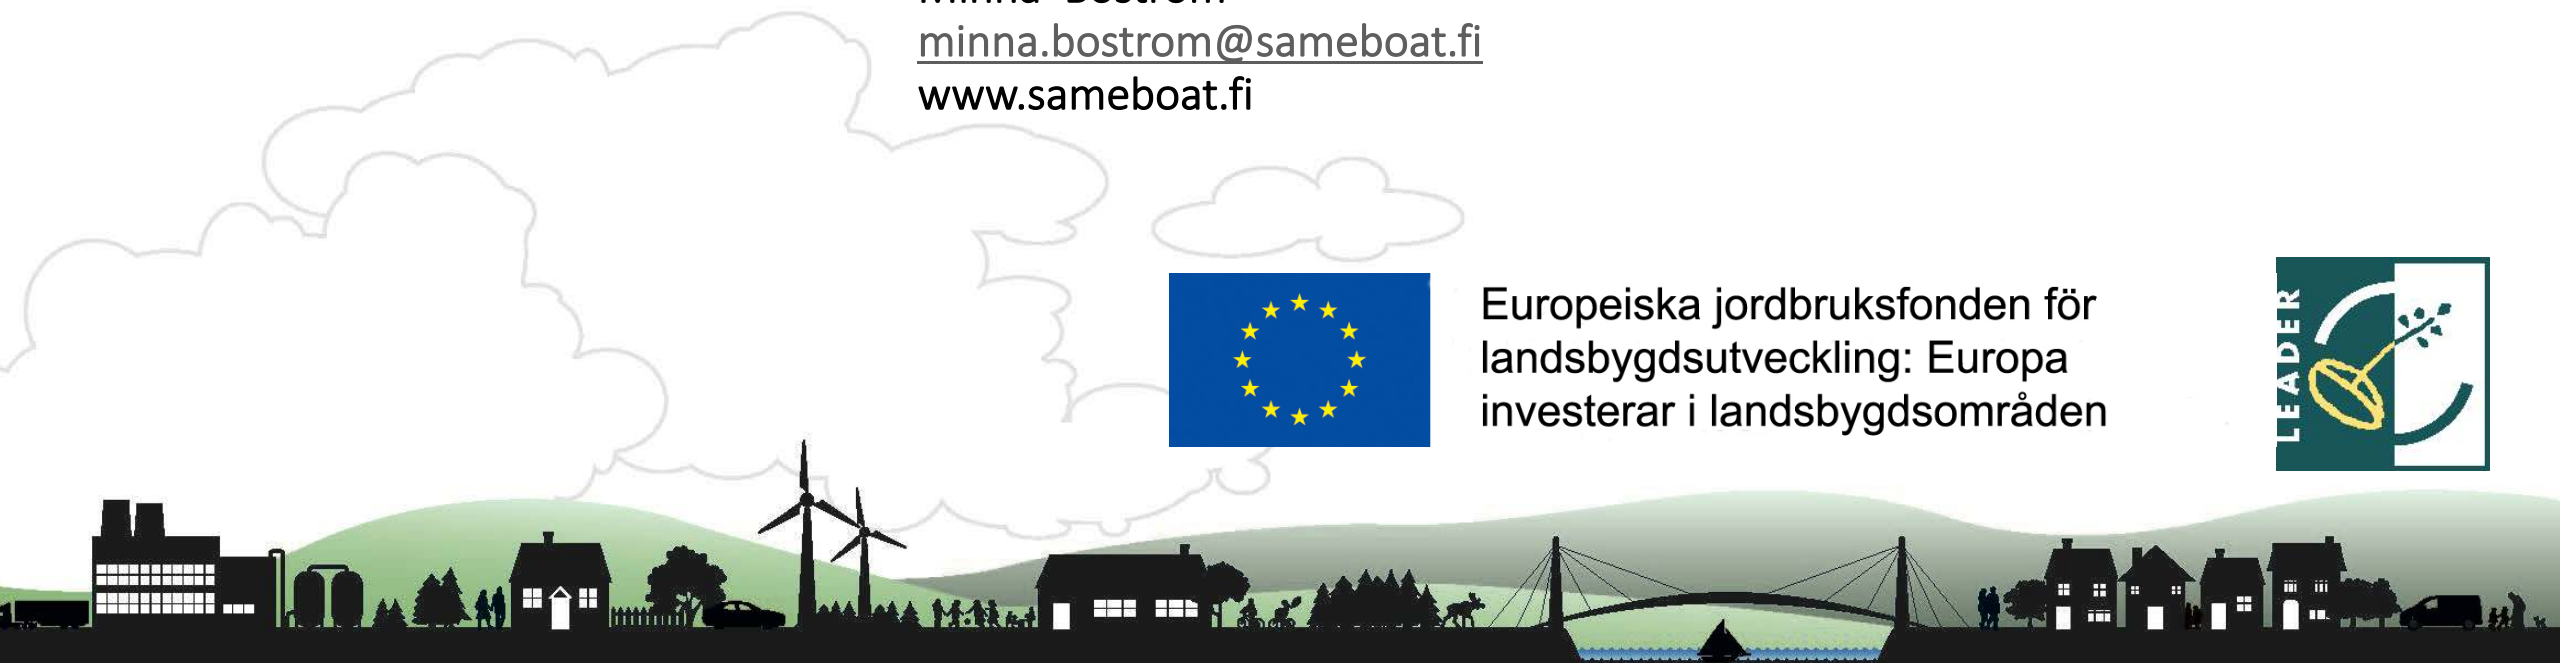 minna.bostrom@sameboat.fi
www.sameboat.fi
Europeiska jordbruksfonden för
landsbygdsutveckling: Europa
investerar i landsbygdsområden
LEADER